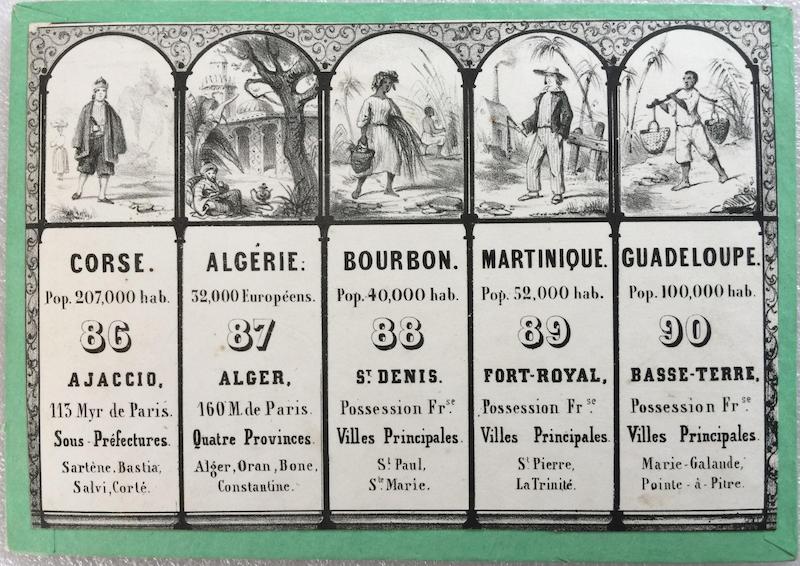 CORSE.
Pop. 207,000 hab.
86
AJACCIO,
113 Myr de Paris.
Sous-Préfectures.
Sartène, Bastia,
Salvi, Corté.
ALGÉRIE:
32,000 Européens.
87
ALGER,
160 M. de Paris.
Quatre Provinces.
Alger, Oran, Bone,
Constantine.
BOURBON.
Pop. 40,000 hab.
88
ST DENIS.
Possession Frse.
Villes Principales.
St Paul,
Ste Marie.
MARTINIQUE.
Pop. 52,000 hab.
89
FORT-ROYAL,
Possession Frse
Villes Principales.
St Pierre,
La Trinité.
GUADELOUPE.
Pop. 100,000 hab.
90
BASSE-TERRE,
Possession Frse
Villes Principales.
Marie-Galaude,
Pointe-à-Pitre.